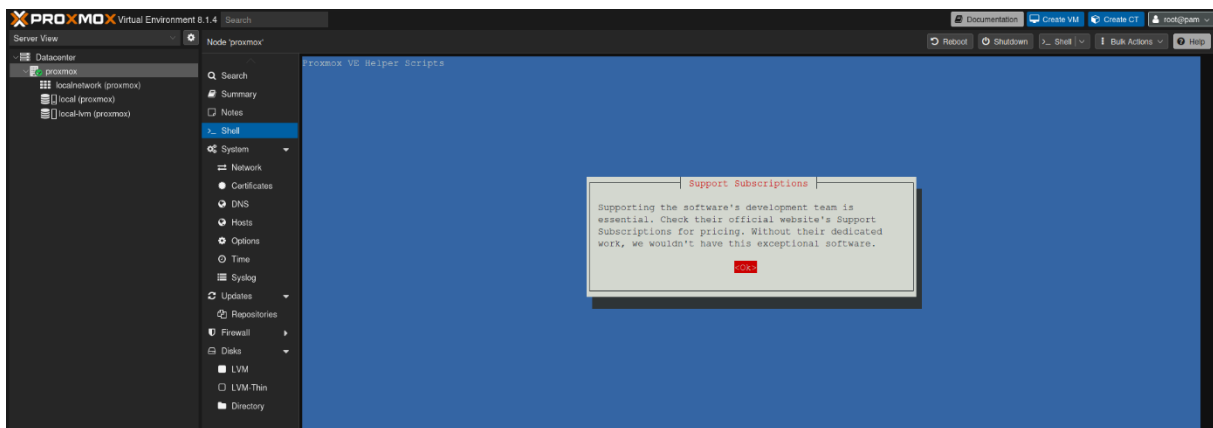 PROXMOX Virtual Environment 8.1.4 Search
Documentation Create VM Create CT root@pam
Server View
Node 'proxmox'
Reboot Shutdown >_ Shell Bulk Actions Help
Datacenter
proxmox
localnetwork (proxmox)
local (proxmox)
local-lvm (proxmox)
Search
Summary
Notes
>_ Shell
System
Network
Certificates
DNS
Hosts
Options
Time
Syslog
Updates
Repositories
Firewall
Disks
LVM
LVM-Thin
Directory
Proxmox VE Helper Scripts
Support Subscriptions
Supporting the software's development team is
essential. Check their official website's Support
Subscriptions for pricing. Without their dedicated
work, we wouldn't have this exceptional software.
<Ok>